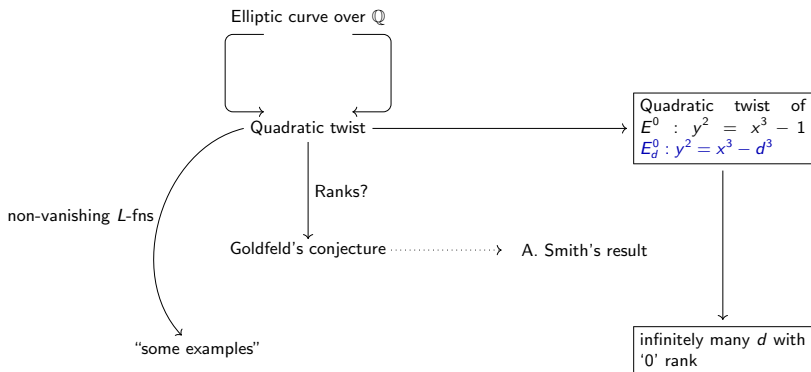 Elliptic curve over ℚ
Quadratic twist
Quadratic twist of
E⁰ : y² = x³ − 1
E⁰_d : y² = x³ − d³
Ranks?
non-vanishing L-fns
Goldfeld's conjecture
A. Smith's result
"some examples"
infinitely many d with
'0' rank